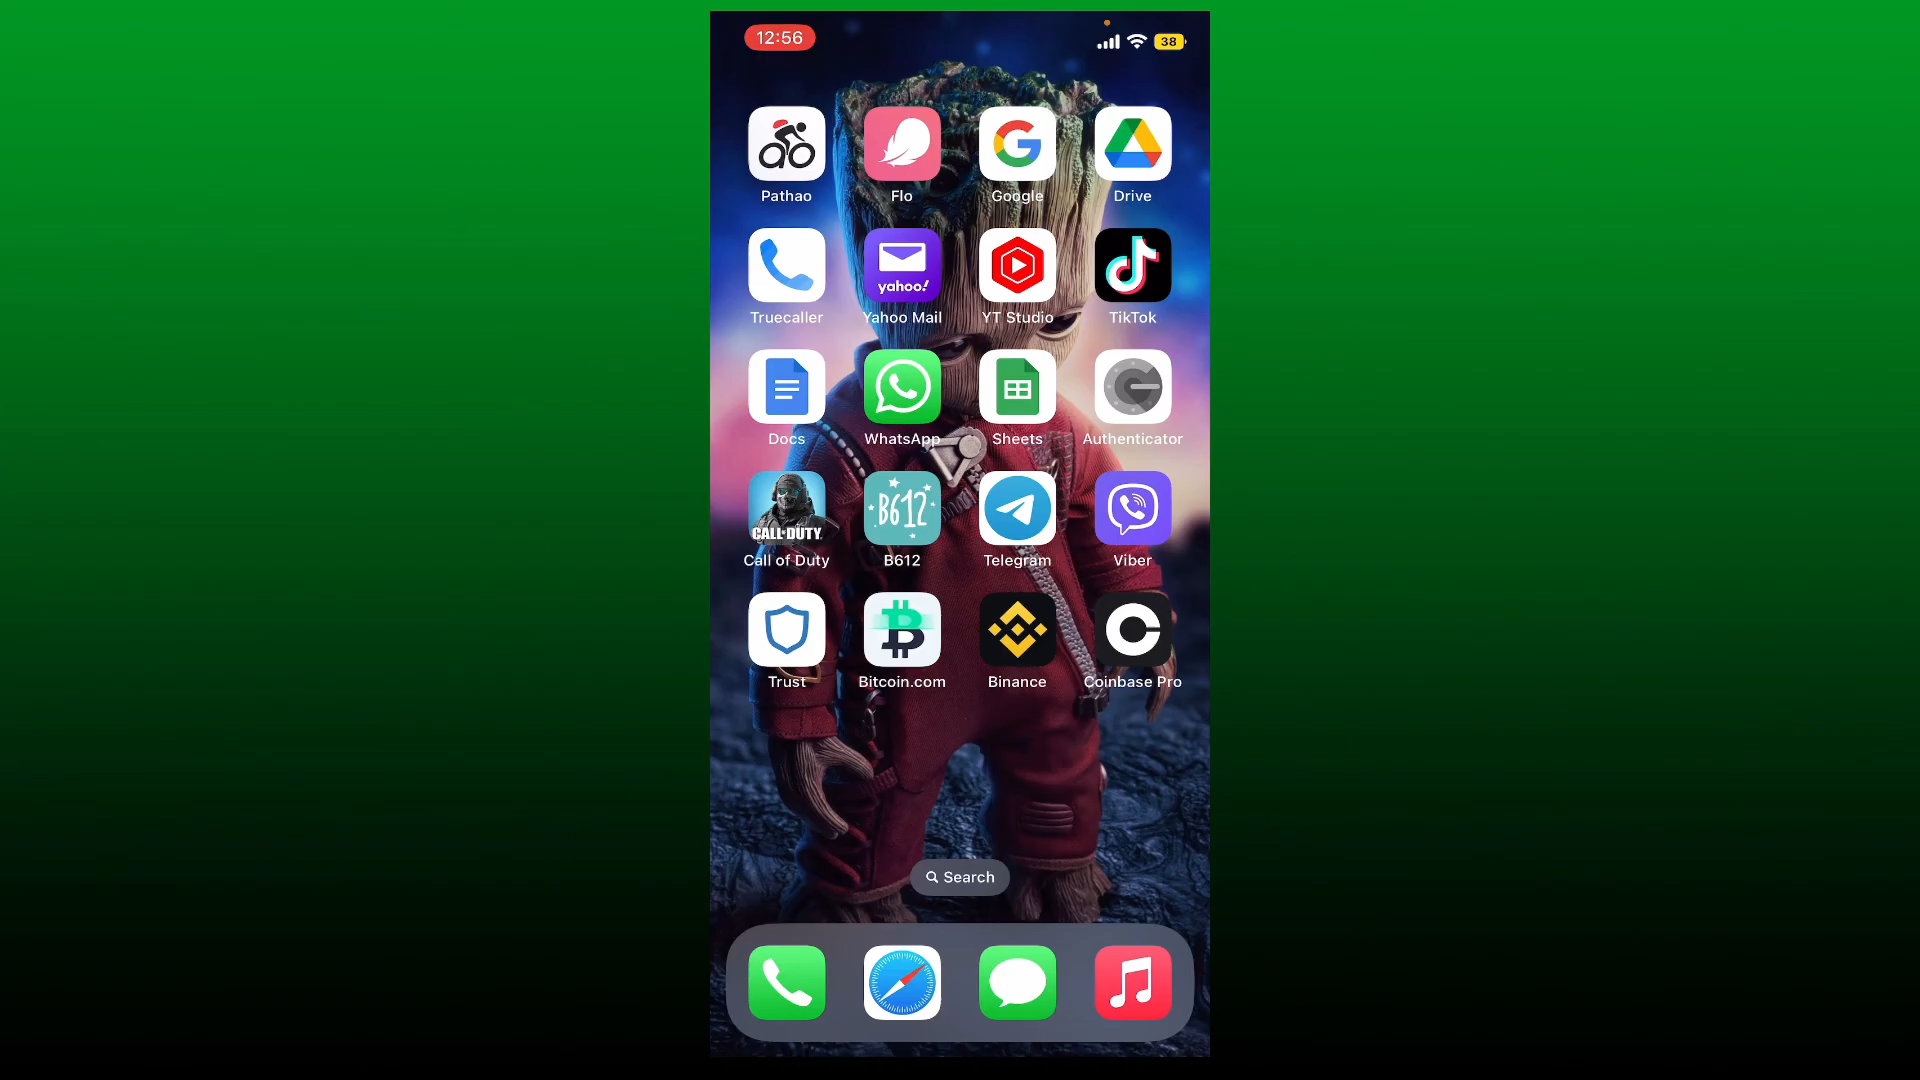 12:56
38
Pathao Flo Google Drive
yahoo!
Truecaller Yahoo Mail YT Studio TikTok
Docs WhatsApp Sheets Authenticator
CALL OF DUTY B612
Call of Duty B612 Telegram Viber
Trust Bitcoin.com Binance Coinbase Pro
Search